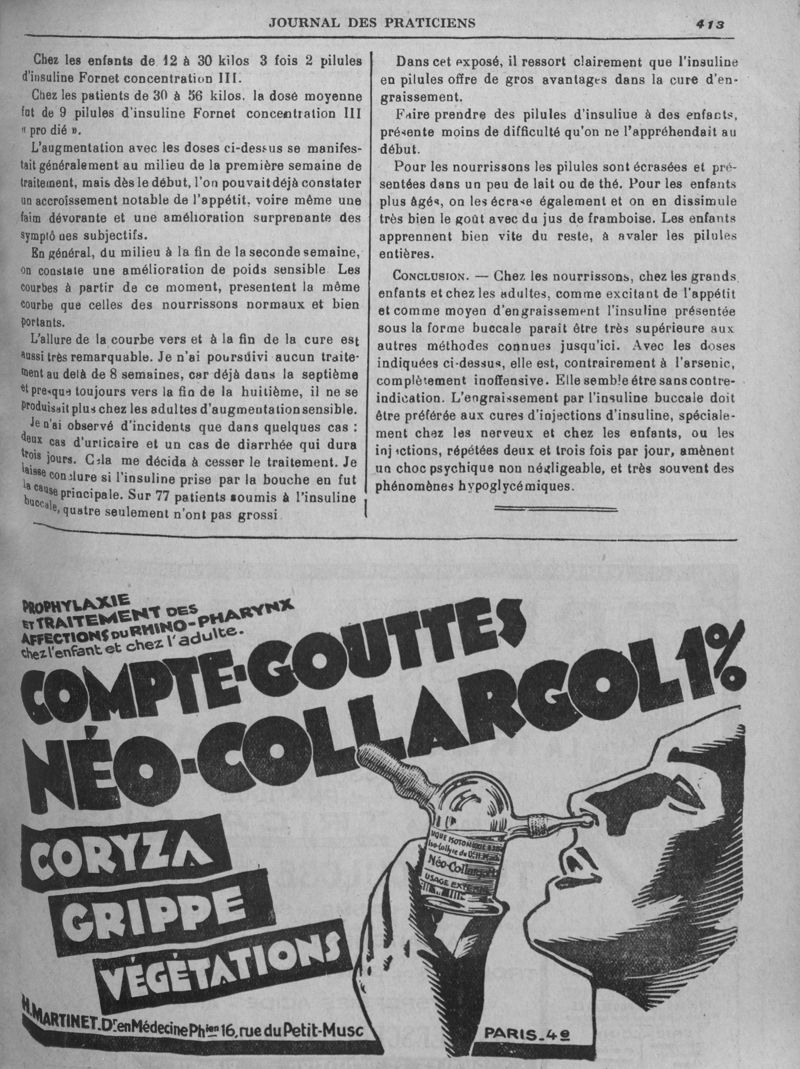 JOURNAL DES PRATICIENS
413
Chez les enfants de 12 à 30 kilos 3 fois 2 pilules
d'insuline Fornet concentration III.
Chez les patients de 30 à 56 kilos, la dose moyenne
fut de 9 pilules d'insuline Fornet concentration III
« pro dié ».
L'augmentation avec les doses ci-dessus se manifes-
tait généralement au milieu de la première semaine de
traitement, mais dès le début, l'on pouvait déjà constater
un accroissement notable de l'appétit, voire même une
faim dévorante et une amélioration surprenante des
symptômes subjectifs.
En général, du milieu à la fin de la seconde semaine,
on constate une amélioration de poids sensible Les
courbes à partir de ce moment, presentent la même
courbe que celles des nourrissons normaux et bien
portants.
L'allure de la courbe vers et à la fin de la cure est
aussi très remarquable. Je n'ai poursuivi aucun traite-
ment au delà de 8 semaines, car déjà dans la septième
et presque toujours vers la fin de la huitième, il ne se
produisait plus chez les adultes d'augmentation sensible.
Je n'ai observé d'incidents que dans quelques cas :
deux cas d'urticaire et un cas de diarrhée qui dura
trois jours. Cela me décida à cesser le traitement. Je
laisse conclure si l'insuline prise par la bouche en fut
la cause principale. Sur 77 patients soumis à l'insuline
buccale, quatre seulement n'ont pas grossi
Dans cet exposé, il ressort clairement que l'insuline
en pilules offre de gros avantages dans la cure d'en-
graissement.
Faire prendre des pilules d'insuliue à des enfants,
présente moins de difficulté qu'on ne l'appréhendait au
début.
Pour les nourrissons les pilules sont écrasées et pré-
sentées dans un peu de lait ou de thé. Pour les enfants
plus âgés, on les écrase également et on en dissimule
très bien le goût avec du jus de framboise. Les enfants
apprennent bien vite du reste, à avaler les pilules
entières.
CONCLUSION. — Chez les nourrissons, chez les grands
enfants et chez les adultes, comme excitant de l'appétit
et comme moyen d'engraissement l'insuline présentée
sous la forme buccale paraît être très supérieure aux
autres méthodes connues jusqu'ici. Avec les doses
indiquées ci-dessus, elle est, contrairement à l'arsenic,
complètement inoffensive. Elle semble être sans contre-
indication. L'engraissement par l'insuline buccale doit
être préférée aux cures d'injections d'insuline, spéciale-
ment chez les nerveux et chez les enfants, ou les
injections, répétées deux et trois fois par jour, amènent
un choc psychique non négligeable, et très souvent des
phénomènes hypoglycémiques.
PROPHYLAXIE
ET TRAITEMENT DES
AFFECTIONS DU RHINO-PHARYNX
chez l'enfant et chez l'adulte.
COMPTE-GOUTTES
NÉO-COLLARGOL 1%
Néo-Collargol
USAGE EXTERNE
CORYZA
GRIPPE
VÉGÉTATIONS
H. MARTINET. Dr en Médecine Phien 16, rue du Petit-Musc
PARIS_4e